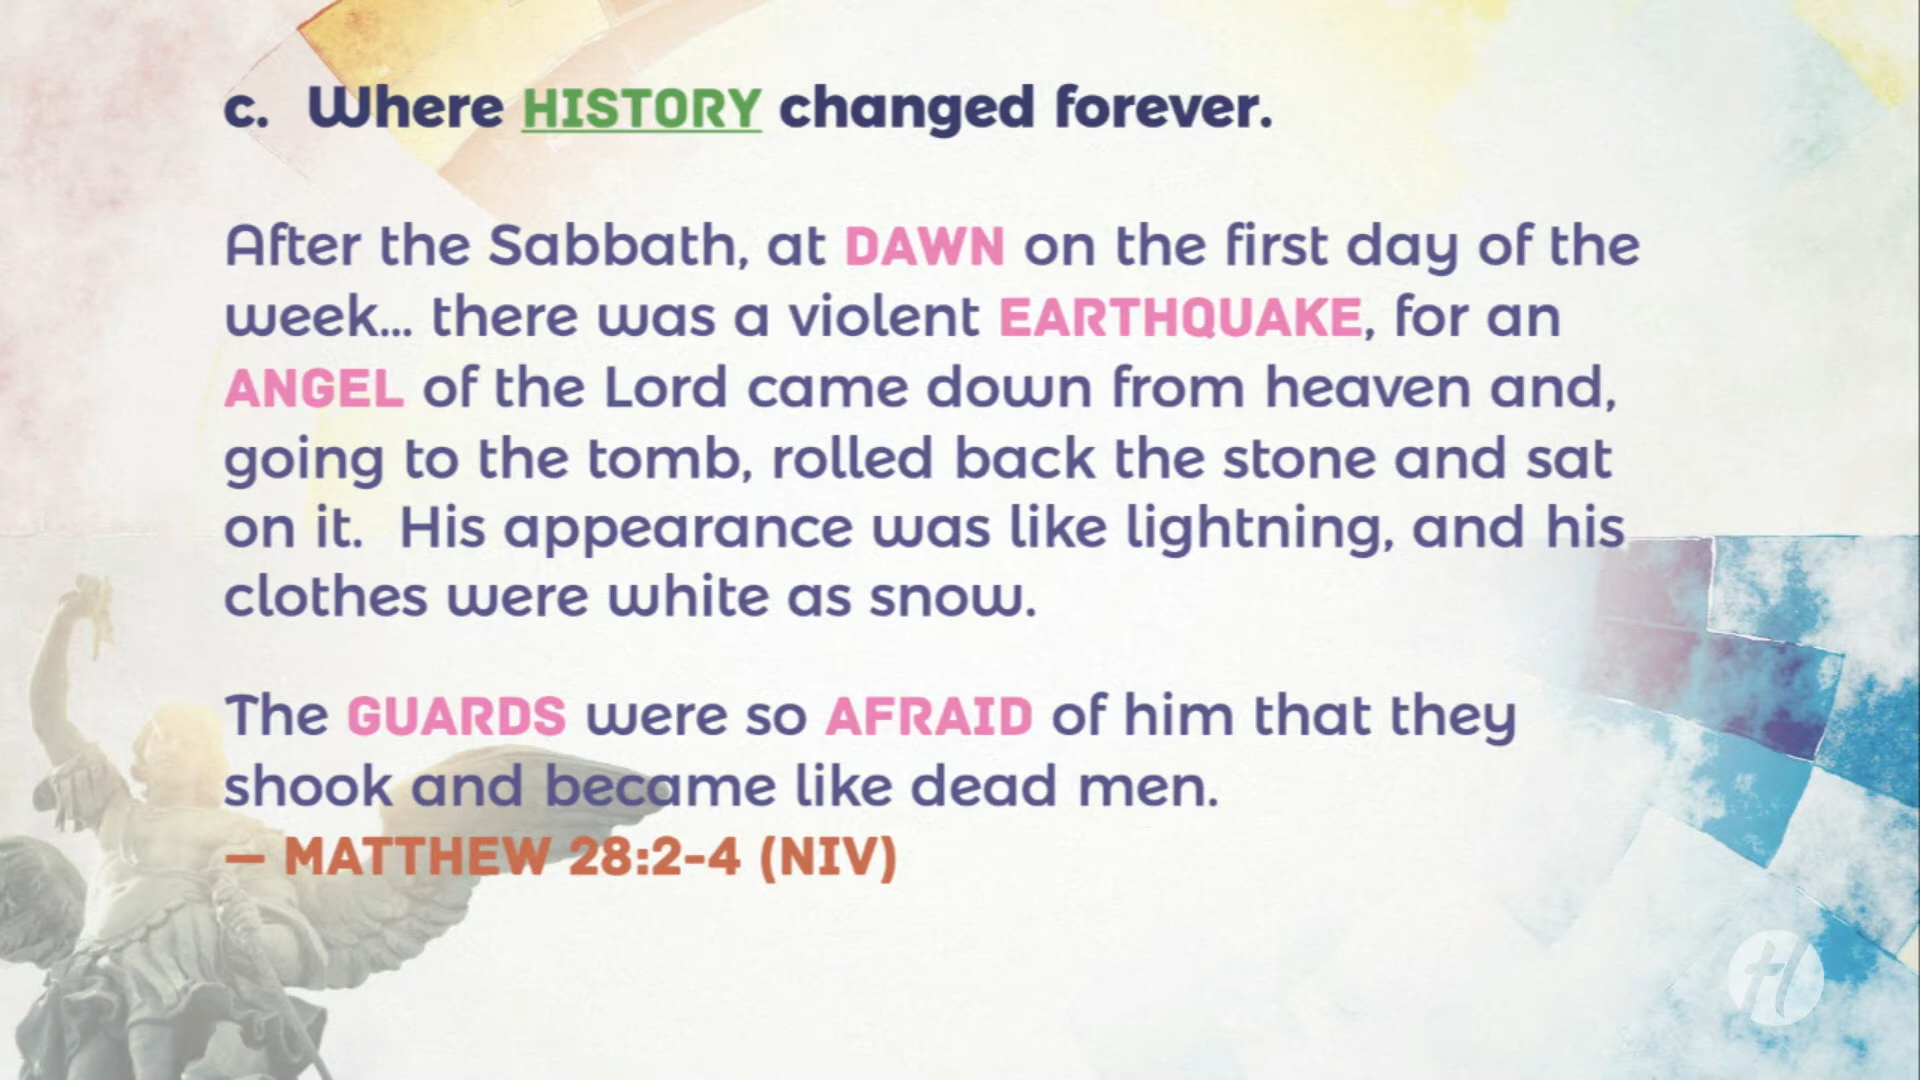 c. Where HISTORY changed forever.
After the Sabbath, at DAWN on the first day of the
week... there was a violent EARTHQUAKE, for an
ANGEL of the Lord came down from heaven and,
going to the tomb, rolled back the stone and sat
on it. His appearance was like lightning, and his
clothes were white as snow.
The GUARDS were so AFRAID of him that they
shook and became like dead men.
— MATTHEW 28:2-4 (NIV)